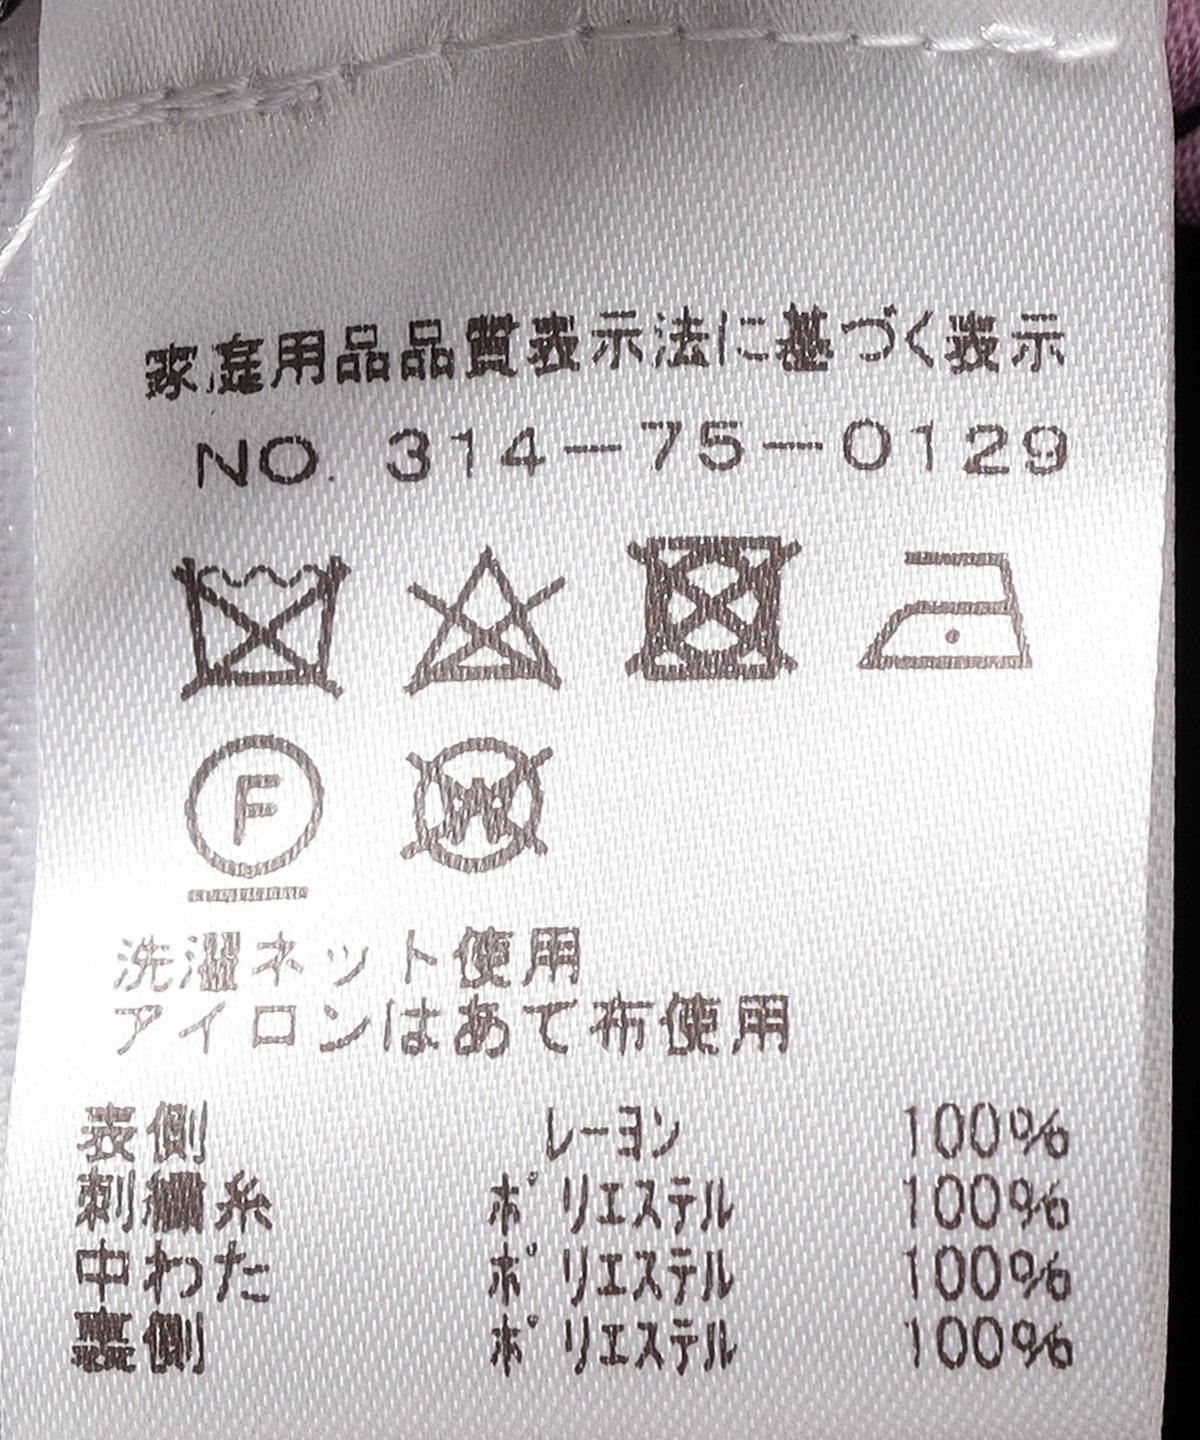 家庭用品品質表示法に基づく表示
NO. 314-75-0129
F
W
洗濯ネット使用
アイロンはあて布使用
表側 レーヨン 100%
刺繍糸 ポリエステル 100%
中わた ポリエステル 100%
裏側 ポリエステル 100%